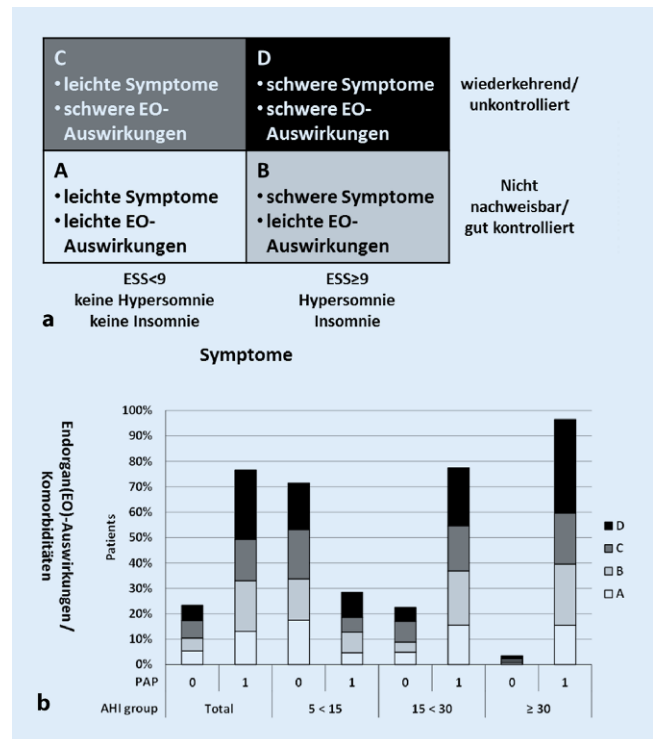 C
• leichte Symptome
• schwere EO-
Auswirkungen
D
• schwere Symptome
• schwere EO-
Auswirkungen
wiederkehrend/
unkontrolliert
A
• leichte Symptome
• leichte EO-
Auswirkungen
B
• schwere Symptome
• leichte EO-
Auswirkungen
Nicht
nachweisbar/
gut kontrolliert
ESS<9
keine Hypersomnie
keine Insomnie
ESS≥9
Hypersomnie
Insomnie
a
Symptome
Endorgan(EO)-Auswirkungen /
Komorbiditäten
Patients
100%
90%
80%
70%
60%
50%
40%
30%
20%
10%
0%
D
C
B
A
PAP 0 1 0 1 0 1 0 1
b
AHI group Total 5 < 15 15 < 30 ≥ 30